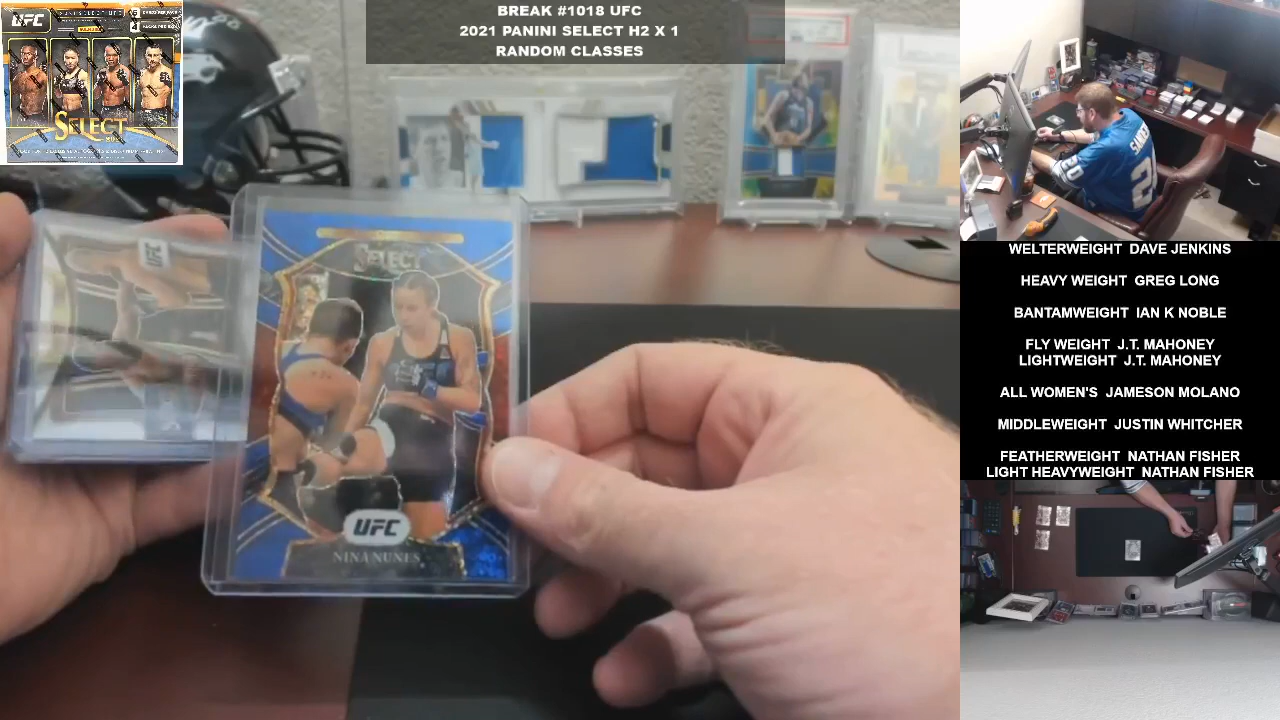 BREAK #1018 UFC
2021 PANINI SELECT H2 X 1
RANDOM CLASSES
UFC
SELECT
SELECT
UFC
NINA NUNES
20
WELTERWEIGHT DAVE JENKINS
HEAVY WEIGHT GREG LONG
BANTAMWEIGHT IAN K NOBLE
FLY WEIGHT J.T. MAHONEY
LIGHTWEIGHT J.T. MAHONEY
ALL WOMEN'S JAMESON MOLANO
MIDDLEWEIGHT JUSTIN WHITCHER
FEATHERWEIGHT NATHAN FISHER
LIGHT HEAVYWEIGHT NATHAN FISHER